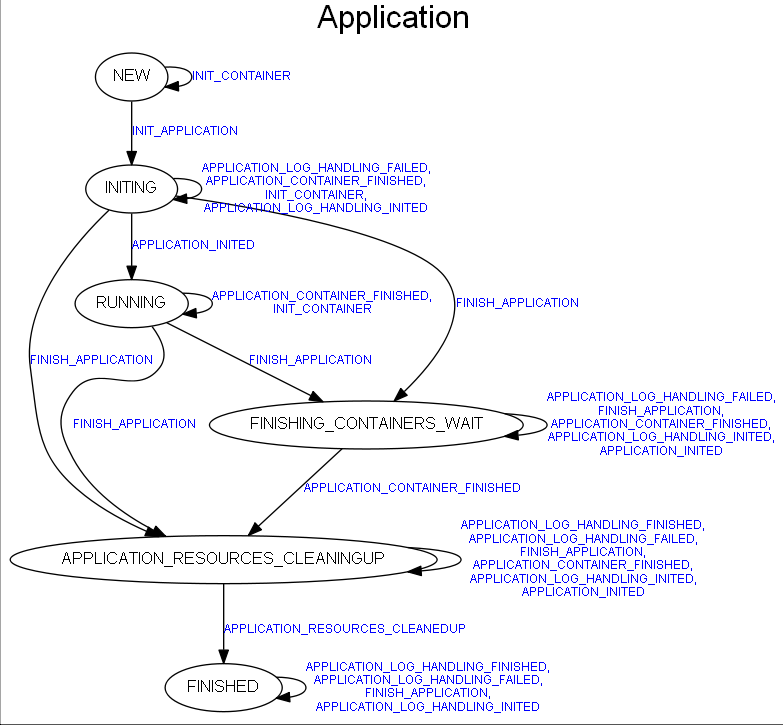 Application
NEW
INIT_CONTAINER
INIT_APPLICATION
INITING
APPLICATION_LOG_HANDLING_FAILED,
APPLICATION_CONTAINER_FINISHED,
INIT_CONTAINER,
APPLICATION_LOG_HANDLING_INITED
APPLICATION_INITED
RUNNING
APPLICATION_CONTAINER_FINISHED,
INIT_CONTAINER
FINISH_APPLICATION
FINISH_APPLICATION
FINISH_APPLICATION
FINISH_APPLICATION
FINISHING_CONTAINERS_WAIT
APPLICATION_LOG_HANDLING_FAILED,
FINISH_APPLICATION,
APPLICATION_CONTAINER_FINISHED,
APPLICATION_LOG_HANDLING_INITED,
APPLICATION_INITED
APPLICATION_CONTAINER_FINISHED
APPLICATION_RESOURCES_CLEANINGUP
APPLICATION_LOG_HANDLING_FINISHED,
APPLICATION_LOG_HANDLING_FAILED,
FINISH_APPLICATION,
APPLICATION_CONTAINER_FINISHED,
APPLICATION_LOG_HANDLING_INITED,
APPLICATION_INITED
APPLICATION_RESOURCES_CLEANEDUP
FINISHED
APPLICATION_LOG_HANDLING_FINISHED,
APPLICATION_LOG_HANDLING_FAILED,
FINISH_APPLICATION,
APPLICATION_LOG_HANDLING_INITED